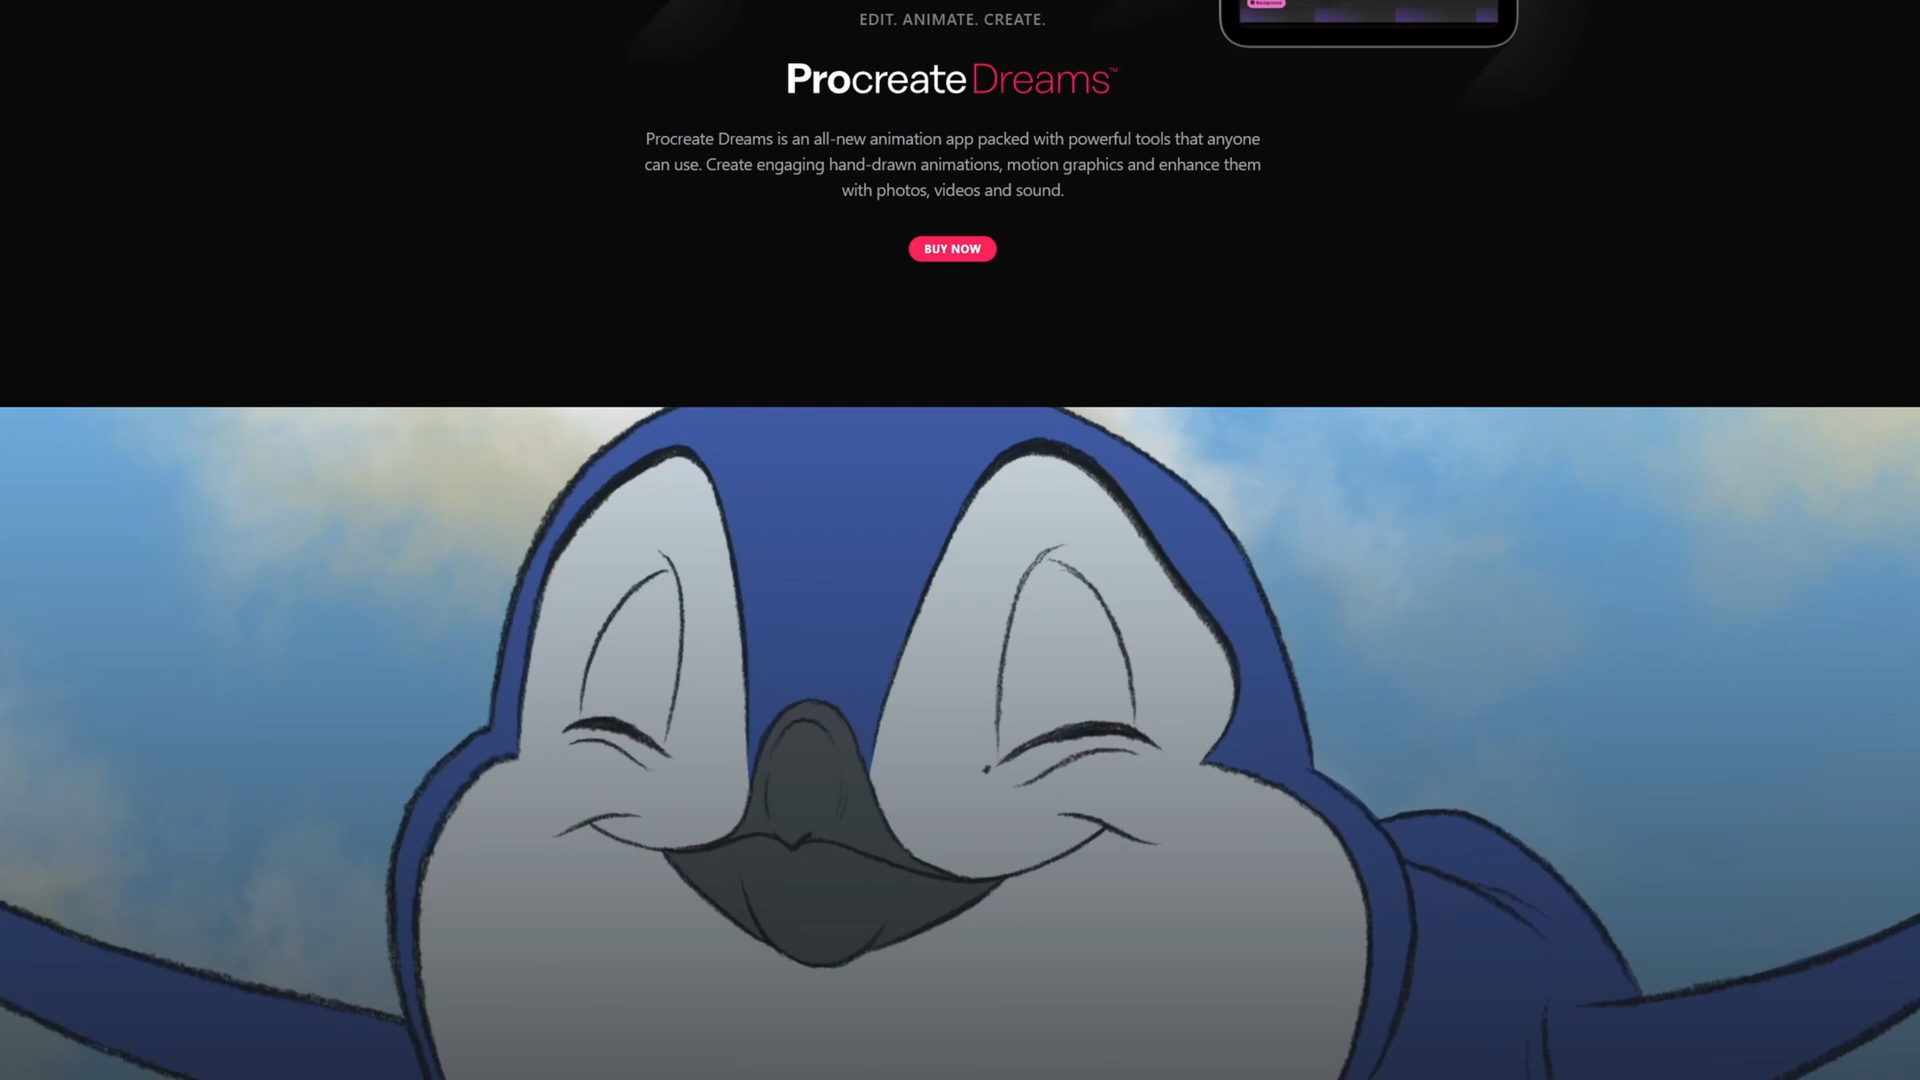 EDIT. ANIMATE. CREATE.
Procreate Dreams™
Procreate Dreams is an all-new animation app packed with powerful tools that anyone
can use. Create engaging hand-drawn animations, motion graphics and enhance them
with photos, videos and sound.
BUY NOW